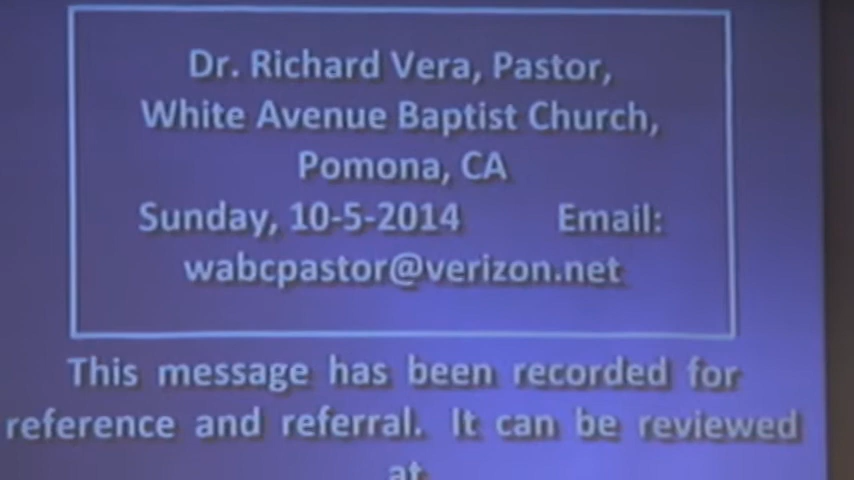 Dr. Richard Vera, Pastor,
White Avenue Baptist Church,
Pomona, CA
Sunday, 10-5-2014 Email:
wabcpastor@verizon.net
This message has been recorded for
reference and referral. It can be reviewed
at